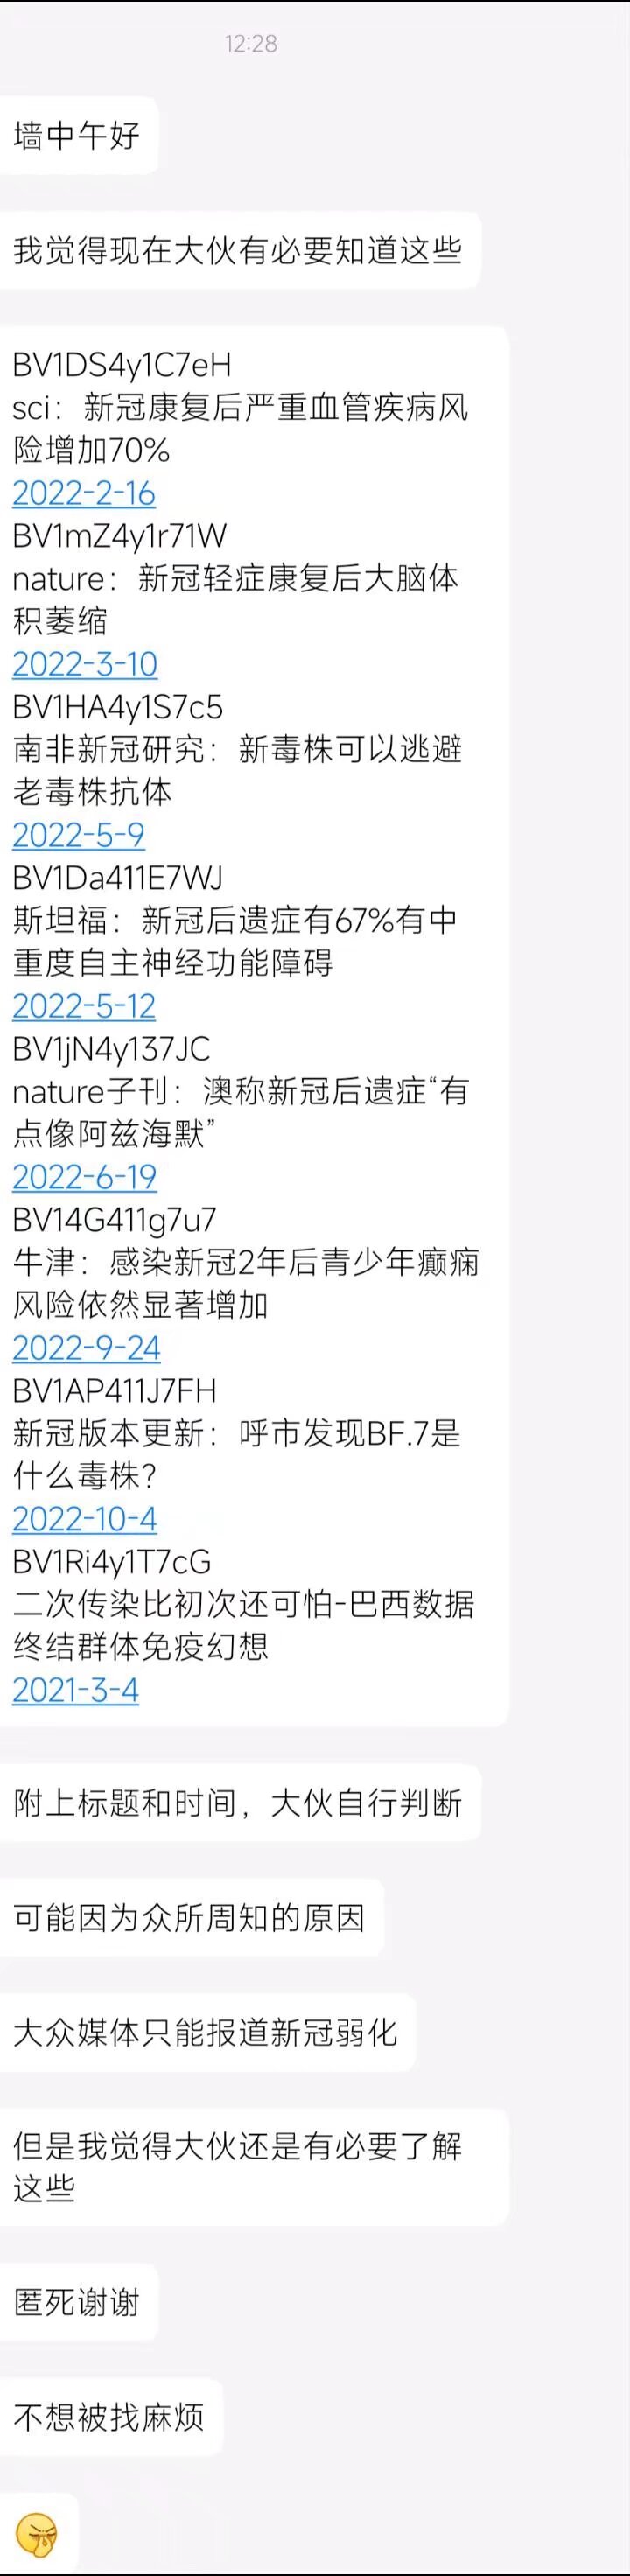 12:28
墙中午好
我觉得现在大伙有必要知道这些
BV1DS4y1C7eH
sci：新冠康复后严重血管疾病风
险增加70%
2022-2-16
BV1mZ4y1r71W
nature：新冠轻症康复后大脑体
积萎缩
2022-3-10
BV1HA4y1S7c5
南非新冠研究：新毒株可以逃避
老毒株抗体
2022-5-9
BV1Da411E7WJ
斯坦福：新冠后遗症有67%有中
重度自主神经功能障碍
2022-5-12
BV1jN4y137JC
nature子刊：澳称新冠后遗症“有
点像阿兹海默”
2022-6-19
BV14G411g7u7
牛津：感染新冠2年后青少年癫痫
风险依然显著增加
2022-9-24
BV1AP411J7FH
新冠版本更新：呼市发现BF.7是
什么毒株？
2022-10-4
BV1Ri4y1T7cG
二次传染比初次还可怕-巴西数据
终结群体免疫幻想
2021-3-4
附上标题和时间，大伙自行判断
可能因为众所周知的原因
大众媒体只能报道新冠弱化
但是我觉得大伙还是有必要了解
这些
匿死谢谢
不想被找麻烦